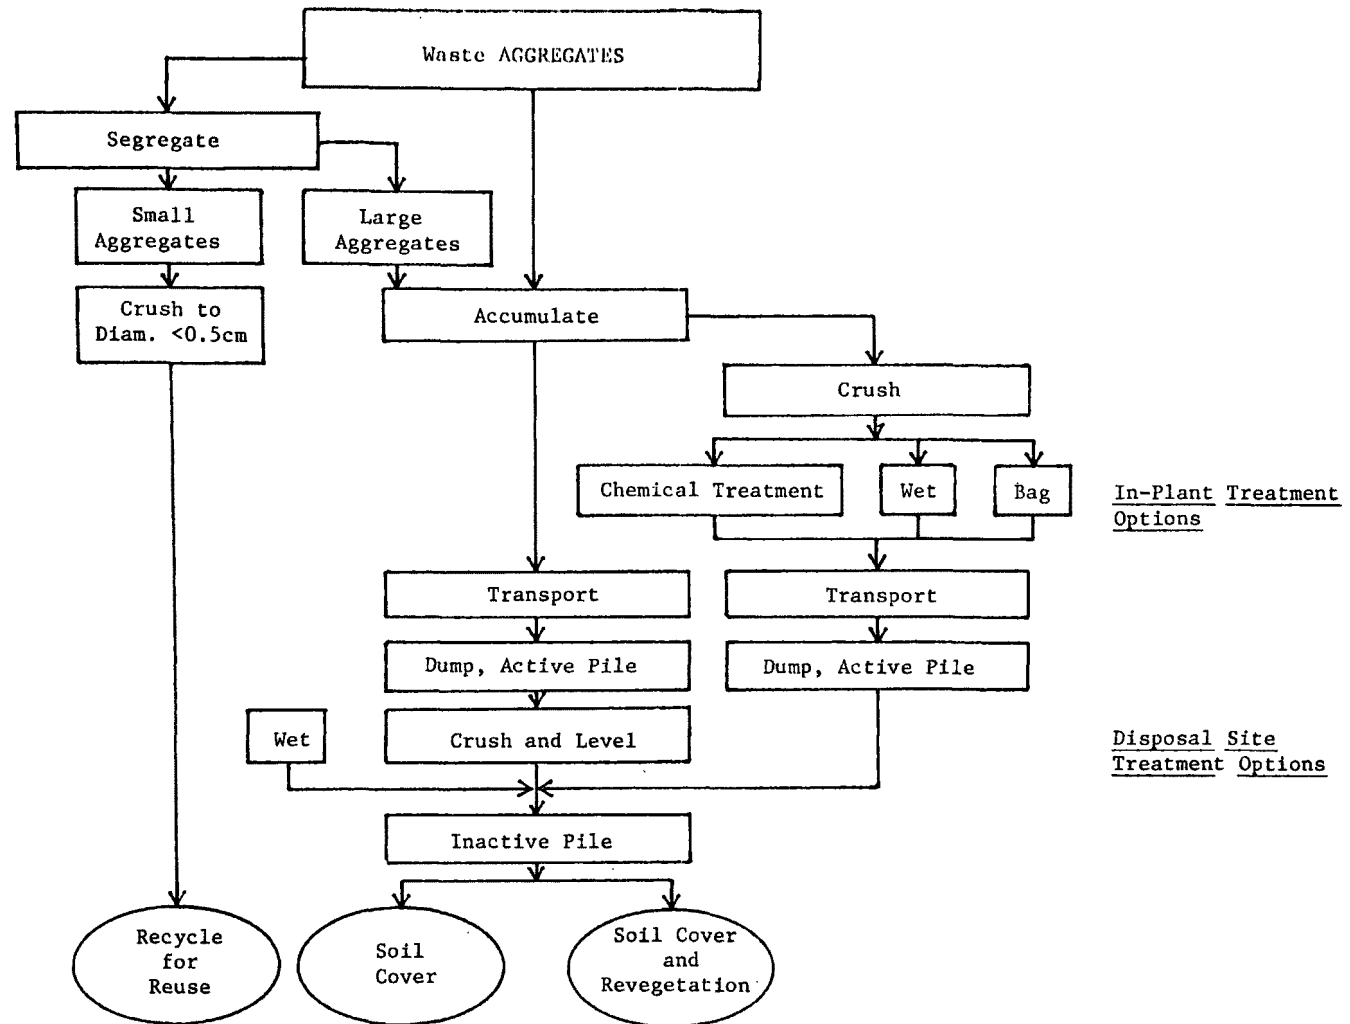 Waste AGGREGATES
Segregate
Small
Aggregates
Large
Aggregates
Crush to
Diam. <0.5cm
Accumulate
Crush
Chemical Treatment
Wet
Bag
In-Plant Treatment
Options
Transport
Transport
Dump, Active Pile
Dump, Active Pile
Wet
Crush and Level
Disposal Site
Treatment Options
Inactive Pile
Recycle
for
Reuse
Soil
Cover
Soil Cover
and
Revegetation